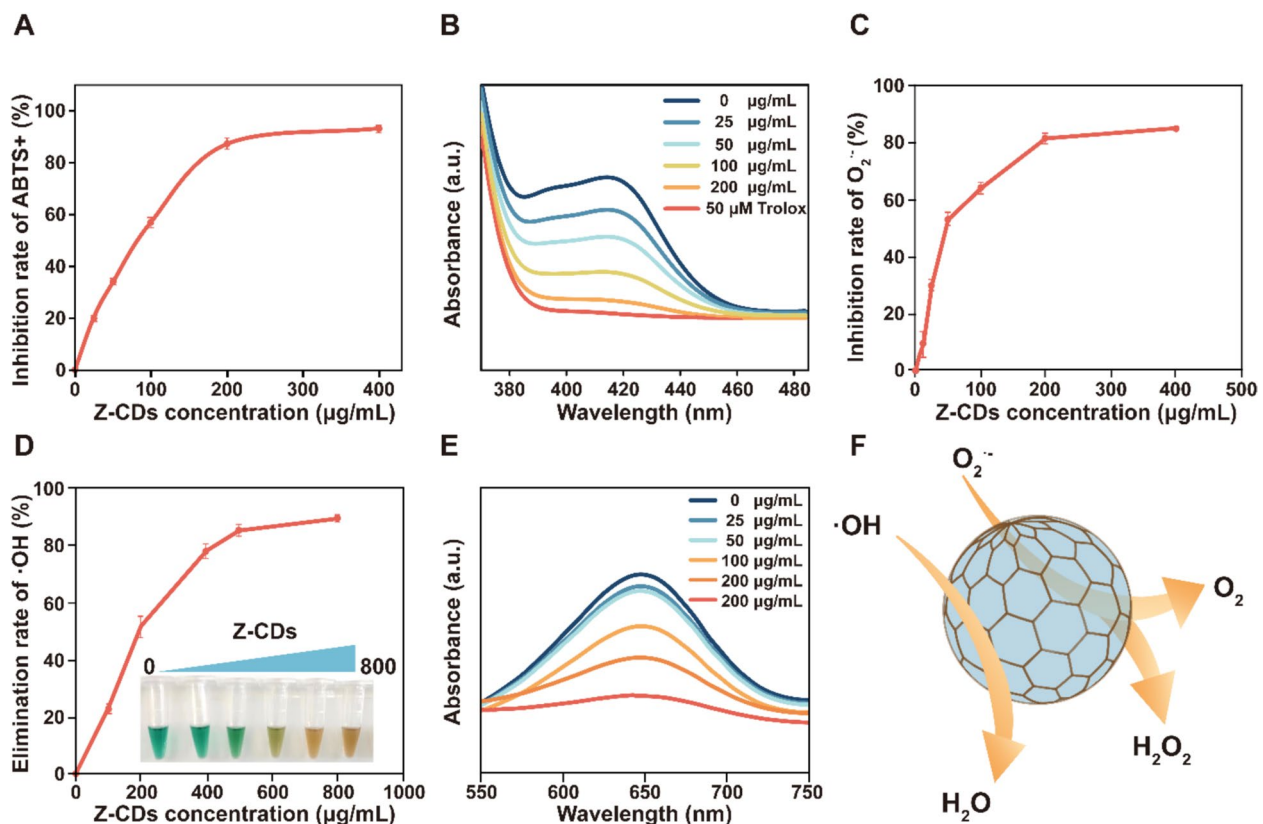 A
Inhibition rate of ABTS+ (%)
100
80
60
40
20
0
0 100 200 300 400
Z-CDs concentration (µg/mL)
B
Absorbance (a.u.)
0 µg/mL
25 µg/mL
50 µg/mL
100 µg/mL
200 µg/mL
50 µM Trolox
380 400 420 440 460 480
Wavelength (nm)
C
Inhibition rate of O2·- (%)
100
80
60
40
20
0
0 100 200 300 400 500
Z-CDs concentration (µg/mL)
D
Elimination rate of ·OH (%)
100
80
60
40
20
0
Z-CDs
0 800
0 200 400 600 800 1000
Z-CDs concentration (µg/mL)
E
Absorbance (a.u.)
0 µg/mL
25 µg/mL
50 µg/mL
100 µg/mL
200 µg/mL
200 µg/mL
550 600 650 700 750
Wavelength (nm)
F
O2·-
·OH
O2
H2O2
H2O